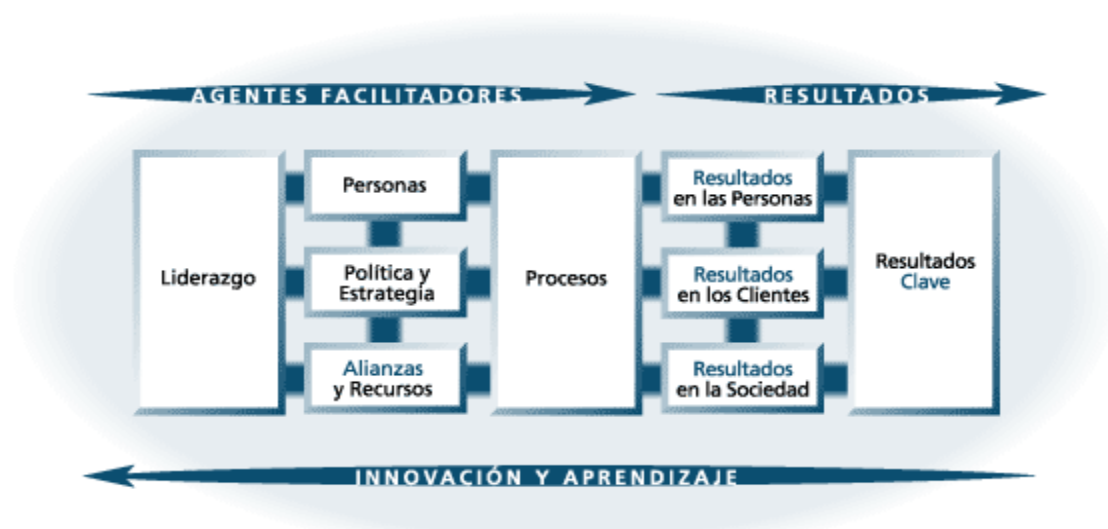 AGENTES FACILITADORES
RESULTADOS
Liderazgo
Personas
Política y
Estrategia
Alianzas
y Recursos
Procesos
Resultados
en las Personas
Resultados
en los Clientes
Resultados
en la Sociedad
Resultados
Clave
INNOVACIÓN Y APRENDIZAJE